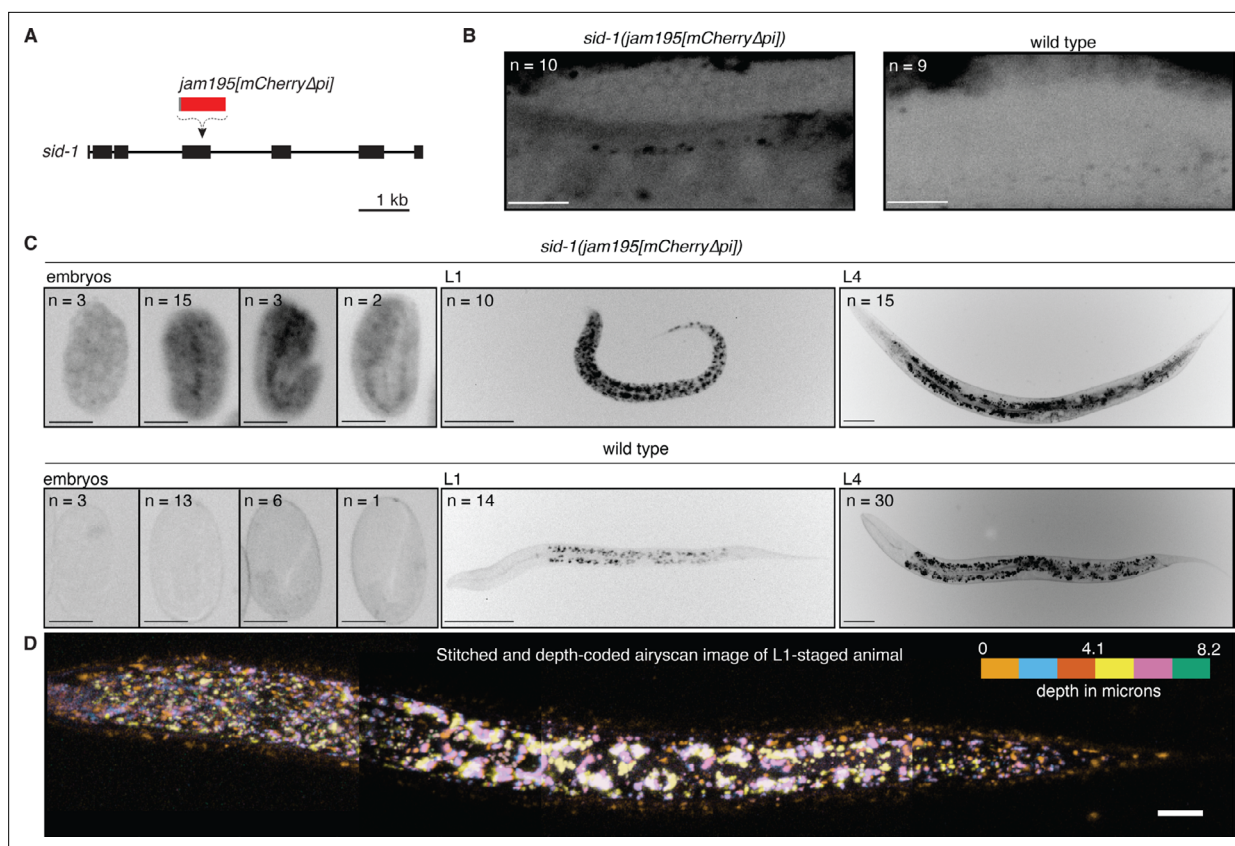 A
jam195[mCherryΔpi]
sid-1
1 kb
B
sid-1(jam195[mCherryΔpi])
wild type
n = 10
n = 9
C
sid-1(jam195[mCherryΔpi])
embryos
L1
L4
n = 3
n = 15
n = 3
n = 2
n = 10
n = 15
wild type
embryos
L1
L4
n = 3
n = 13
n = 6
n = 1
n = 14
n = 30
D
Stitched and depth-coded airyscan image of L1-staged animal
0 4.1 8.2
depth in microns